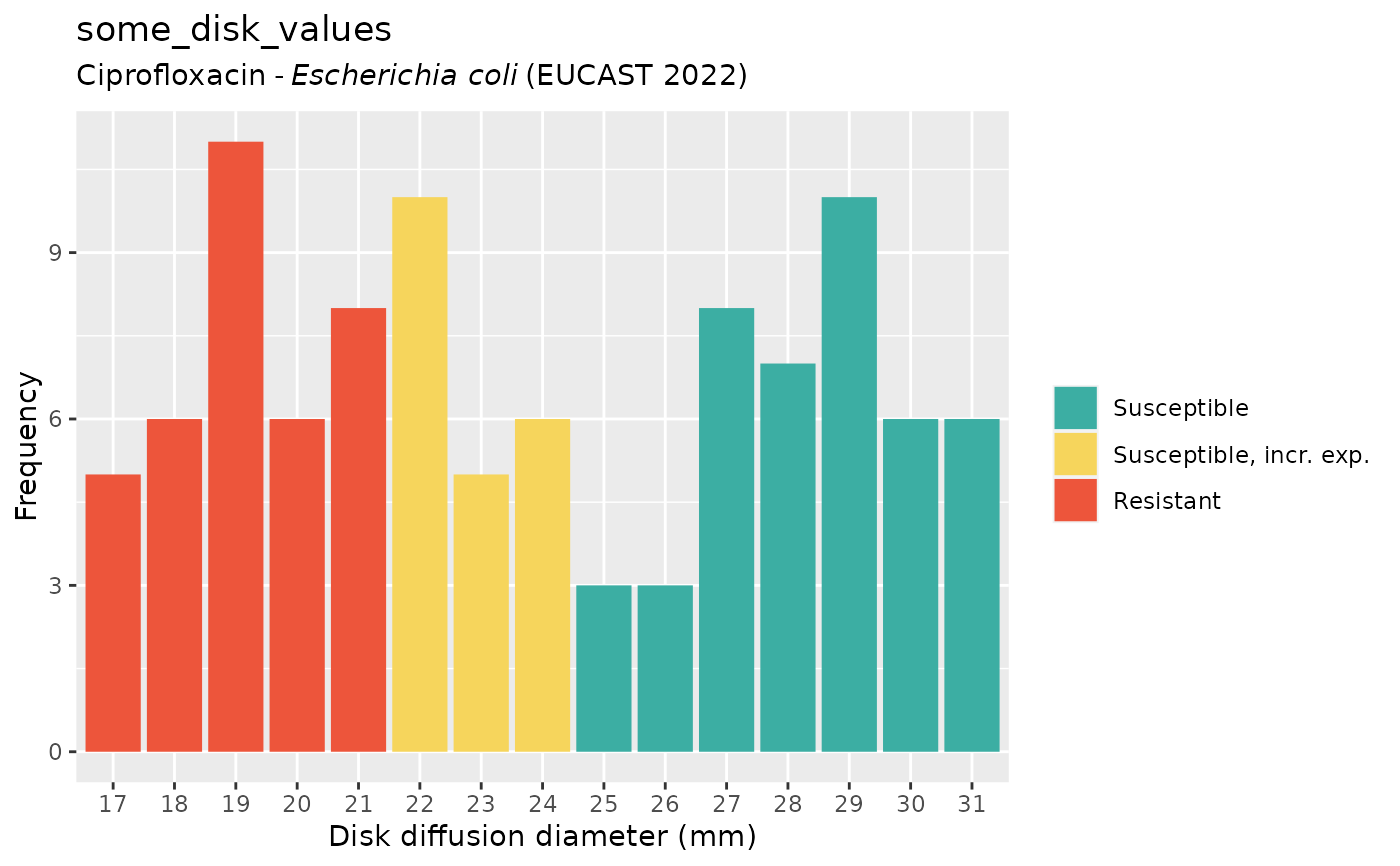 some_disk_values
Ciprofloxacin - Escherichia coli (EUCAST 2022)
Frequency
9
6
3
0
17 18 19 20 21 22 23 24 25 26 27 28 29 30 31
Disk diffusion diameter (mm)
Susceptible
Susceptible, incr. exp.
Resistant